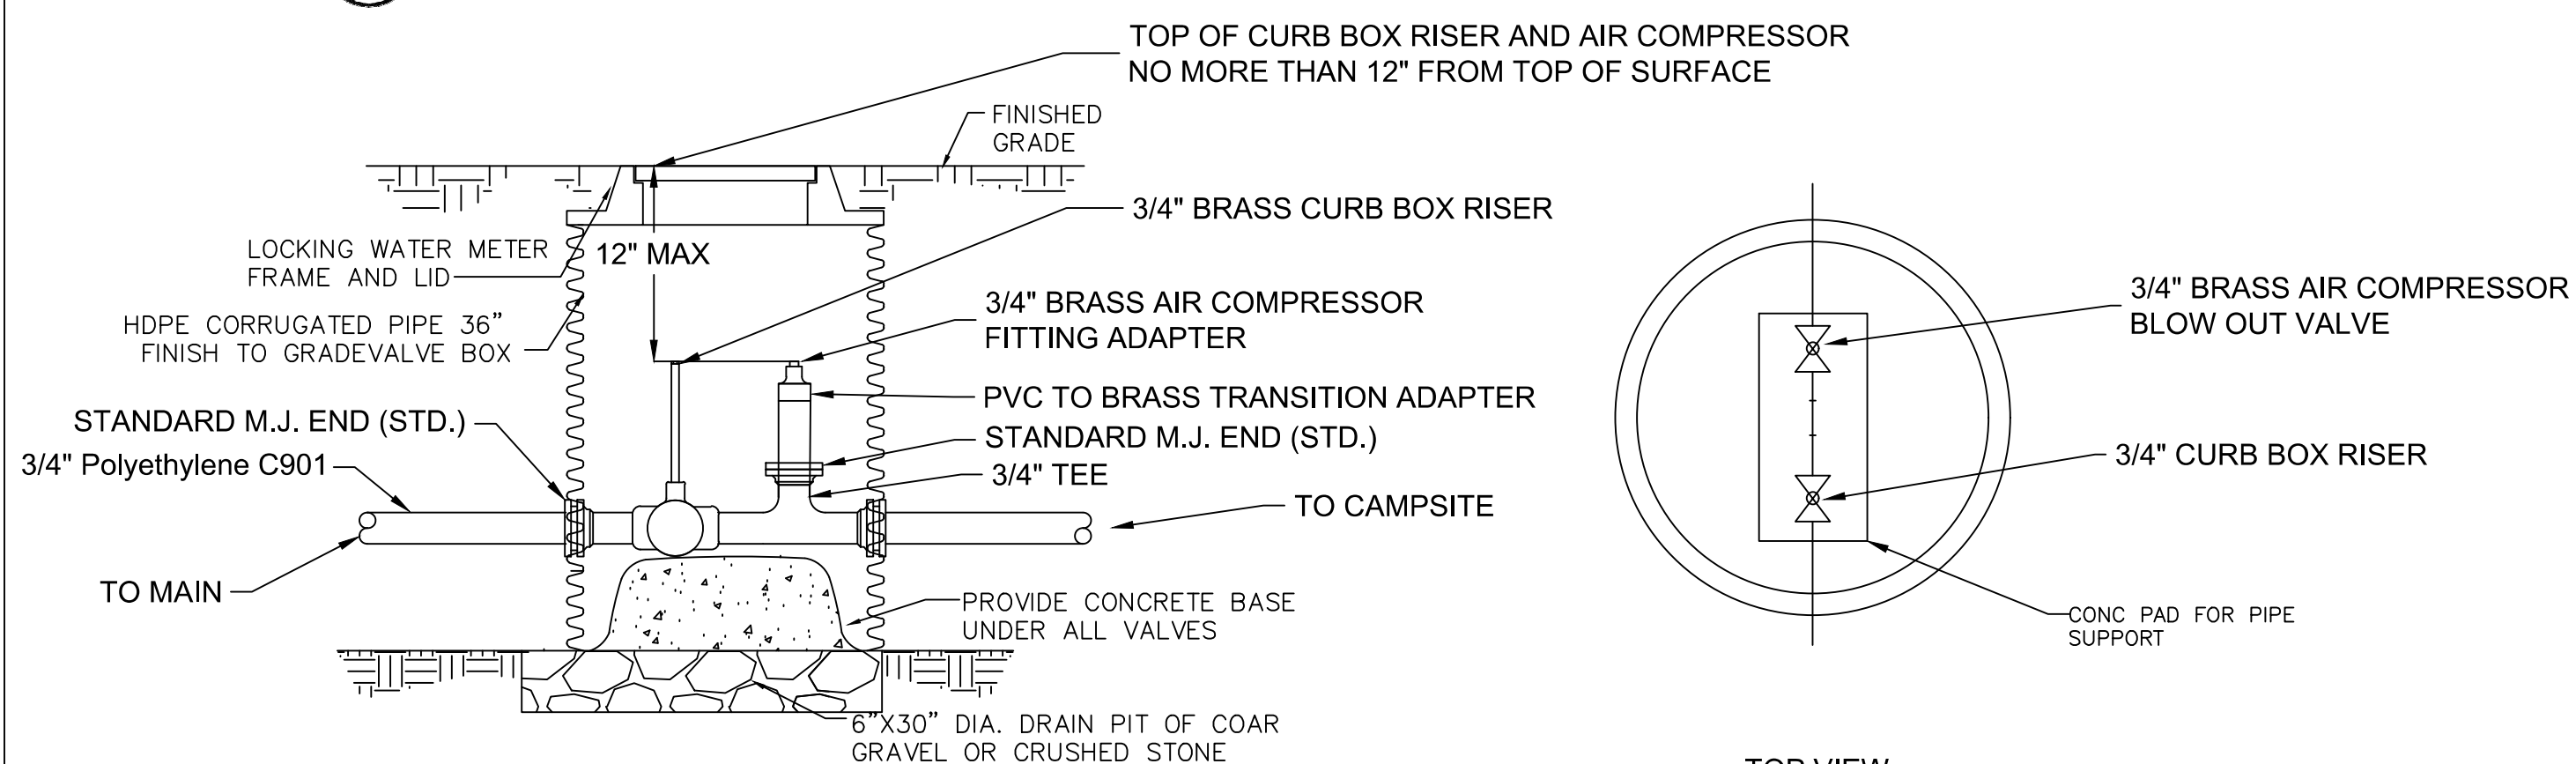 TOP OF CURB BOX RISER AND AIR COMPRESSOR
NO MORE THAN 12" FROM TOP OF SURFACE
FINISHED
GRADE
3/4" BRASS CURB BOX RISER
LOCKING WATER METER
FRAME AND LID
12" MAX
HDPE CORRUGATED PIPE 36"
FINISH TO GRADEVALVE BOX
3/4" BRASS AIR COMPRESSOR
FITTING ADAPTER
PVC TO BRASS TRANSITION ADAPTER
STANDARD M.J. END (STD.)
STANDARD M.J. END (STD.)
3/4" Polyethylene C901
3/4" TEE
TO CAMPSITE
TO MAIN
PROVIDE CONCRETE BASE
UNDER ALL VALVES
6"X30" DIA. DRAIN PIT OF COAR
GRAVEL OR CRUSHED STONE
3/4" BRASS AIR COMPRESSOR
BLOW OUT VALVE
3/4" CURB BOX RISER
CONC PAD FOR PIPE
SUPPORT
TOP VIEW